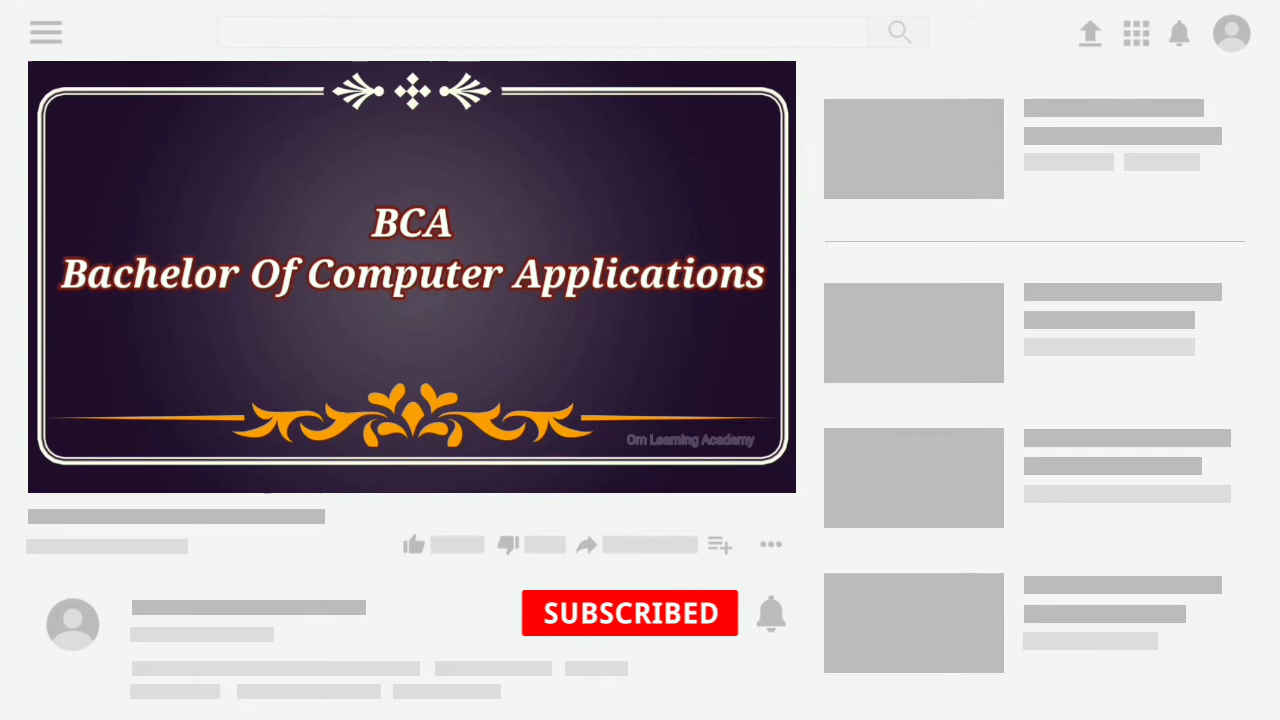 BCA
Bachelor Of Computer Applications
Om Learning Academy
SUBSCRIBED